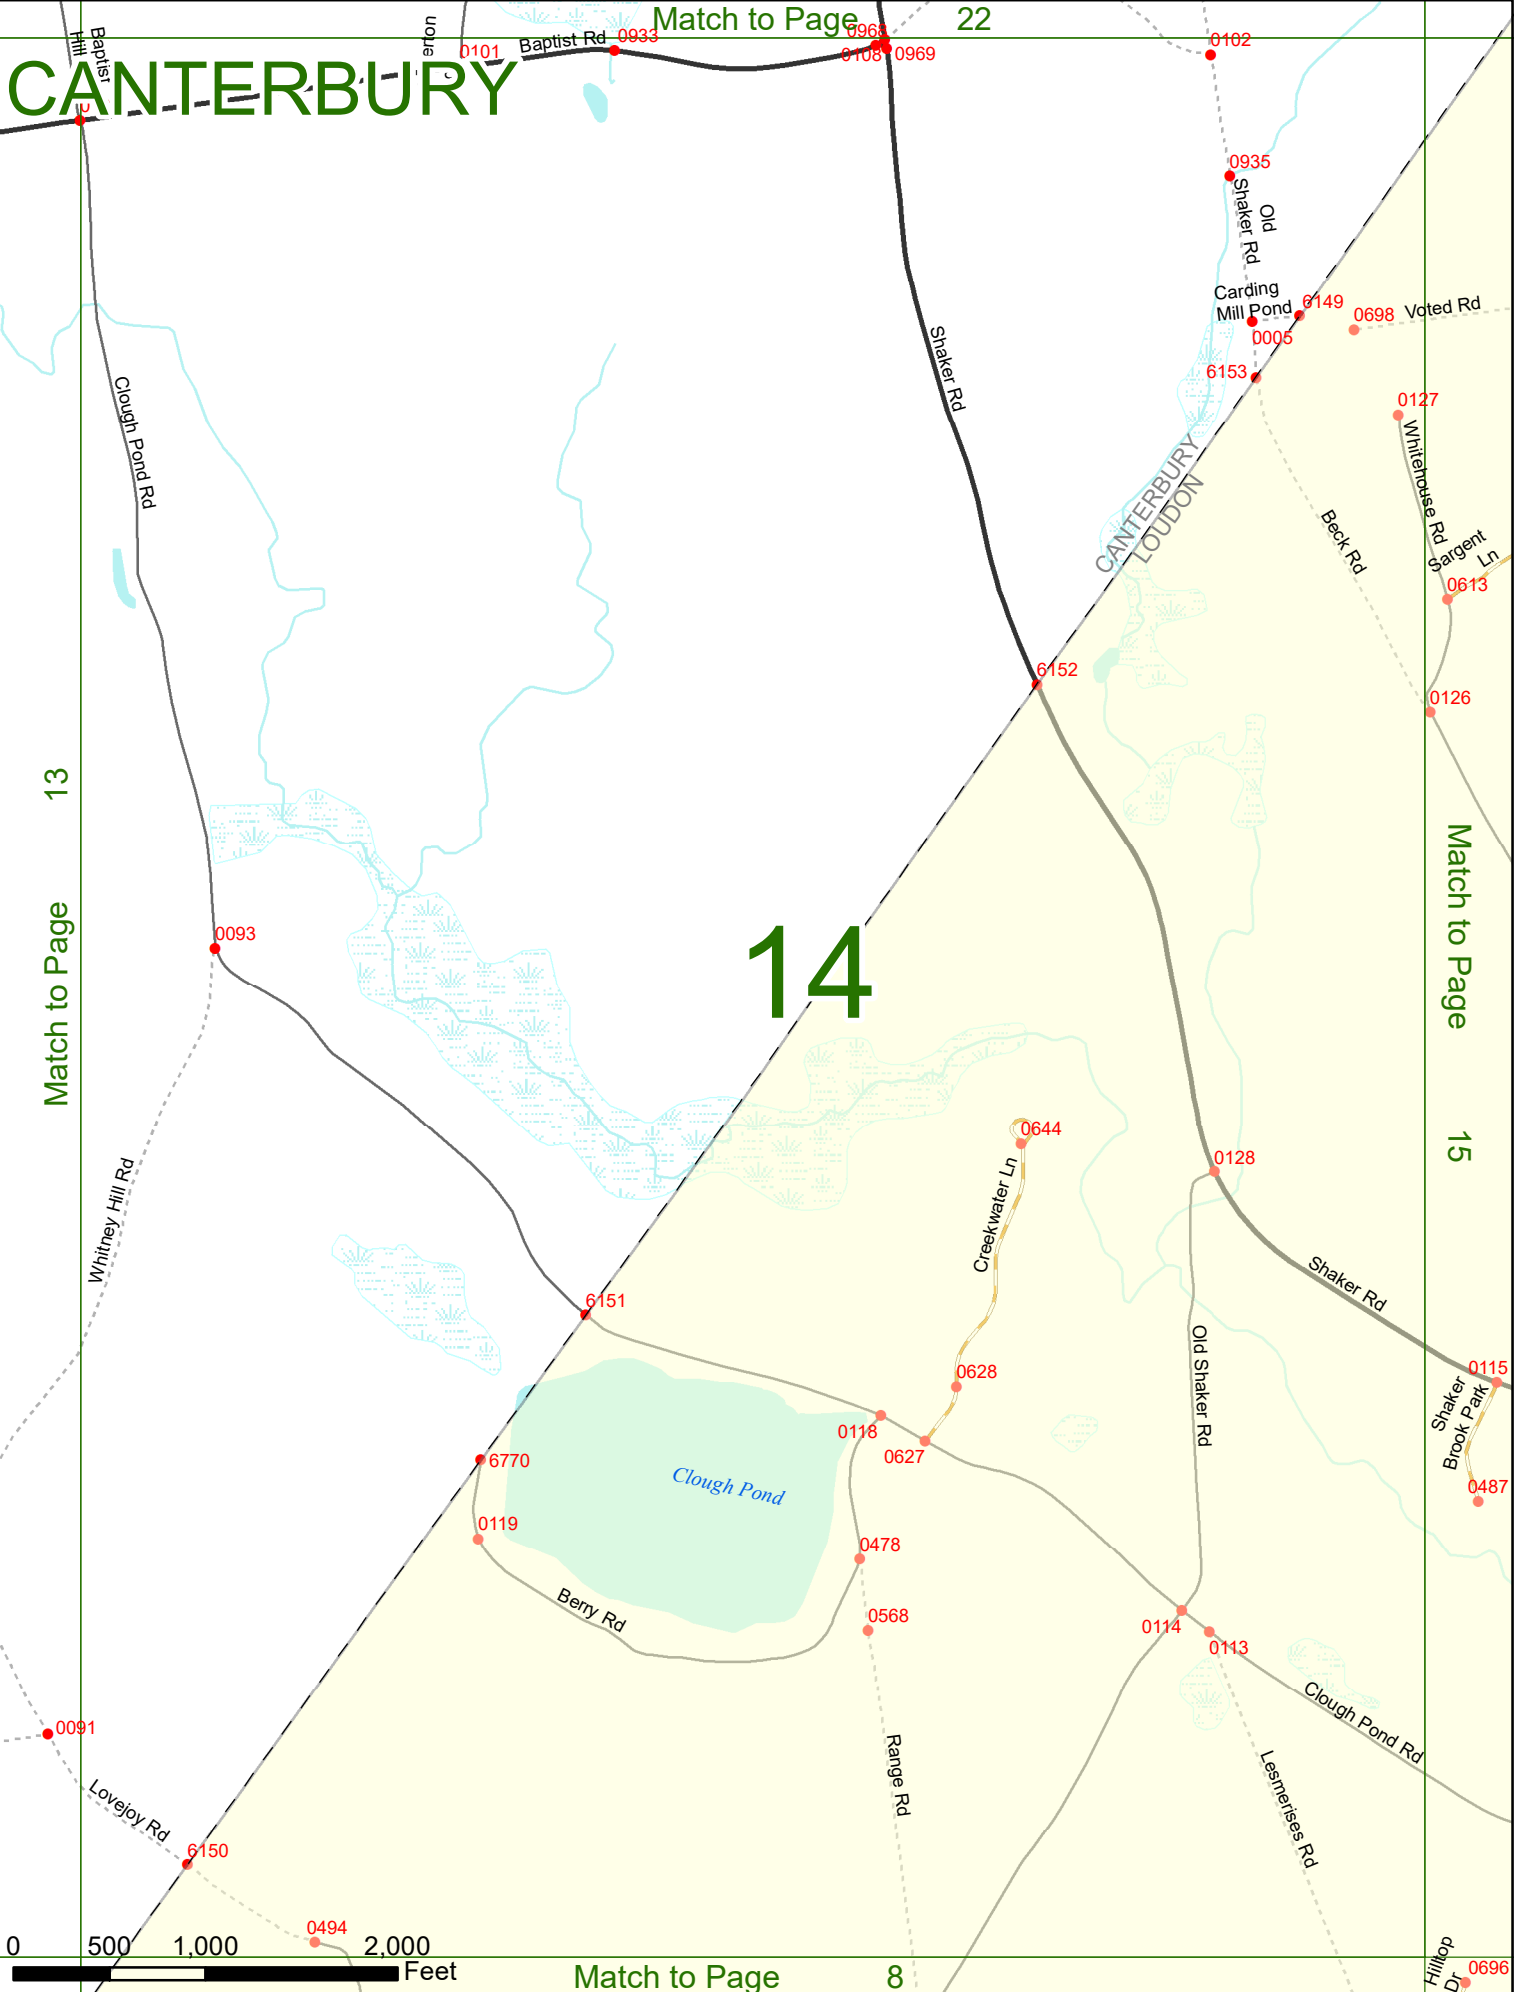 Match to Page 22
Baptist
Hill
erton
0101
Baptist Rd
0933
0968
0108
0969
0102
CANTERBURY
0935
Old
Shaker Rd
Carding
Mill Pond
6149
0005
0698
Voted Rd
6153
Shaker Rd
Clough Pond Rd
0127
Whitehouse Rd
CANTERBURY
LOUDON
Beck Rd
Sargent
Ln
0613
6152
0126
Match to Page 13
Match to Page 15
0093
14
0644
Creekwater Ln
0128
Whitney Hill Rd
Shaker Rd
6151
Old Shaker Rd
0628
0115
Shaker
Brook Park
0118
0627
6770
Clough Pond
0487
0119
0478
Berry Rd
0568
0114
0113
Clough Pond Rd
0091
Range Rd
Lesmerises Rd
Lovejoy Rd
6150
0494
0 500 1,000 2,000
Feet
Match to Page 8
Hilltop
Dr
0696